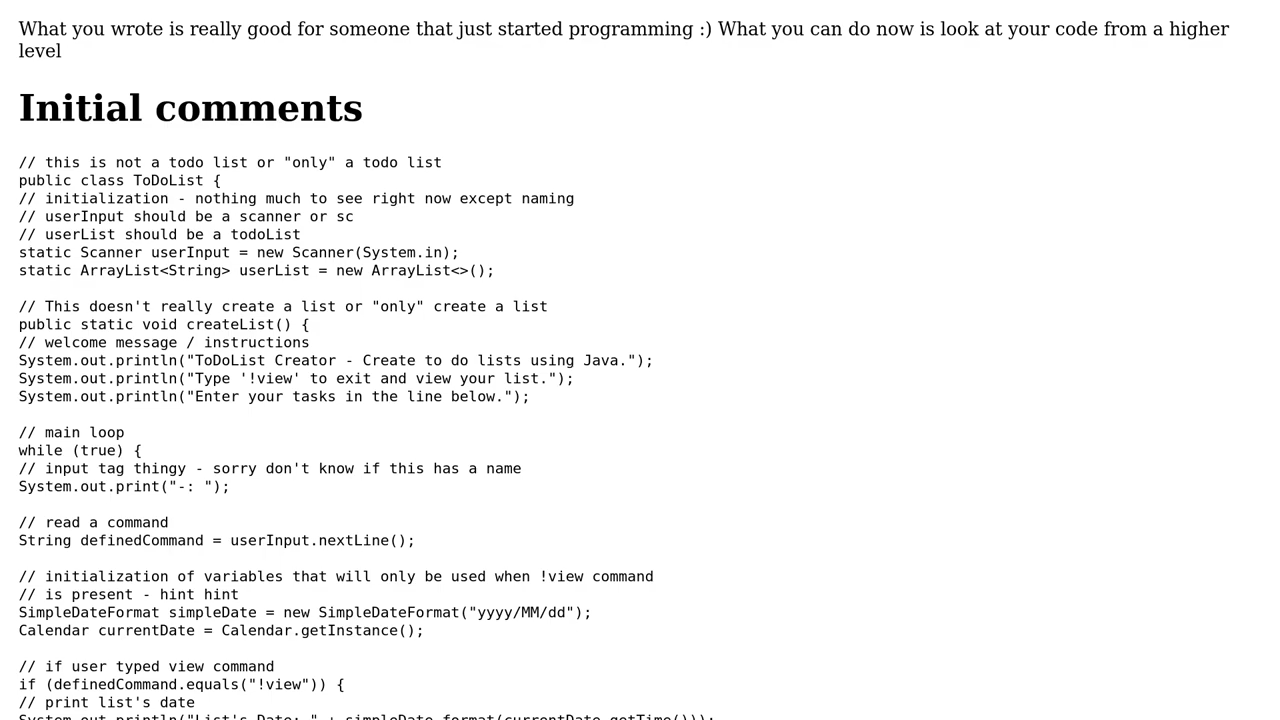 What you wrote is really good for someone that just started programming :) What you can do now is look at your code from a higher
level
Initial comments
// this is not a todo list or "only" a todo list
public class ToDoList {
// initialization - nothing much to see right now except naming
// userInput should be a scanner or sc
// userList should be a todoList
static Scanner userInput = new Scanner(System.in);
static ArrayList<String> userList = new ArrayList<>();
// This doesn't really create a list or "only" create a list
public static void createList() {
// welcome message / instructions
System.out.println("ToDoList Creator - Create to do lists using Java.");
System.out.println("Type '!view' to exit and view your list.");
System.out.println("Enter your tasks in the line below.");
// main loop
while (true) {
// input tag thingy - sorry don't know if this has a name
System.out.print("-: ");
// read a command
String definedCommand = userInput.nextLine();
// initialization of variables that will only be used when !view command
// is present - hint hint
SimpleDateFormat simpleDate = new SimpleDateFormat("yyyy/MM/dd");
Calendar currentDate = Calendar.getInstance();
// if user typed view command
if (definedCommand.equals("!view")) {
// print list's date
System.out.println("List's Date: " + simpleDate.format(currentDate.getTime()));